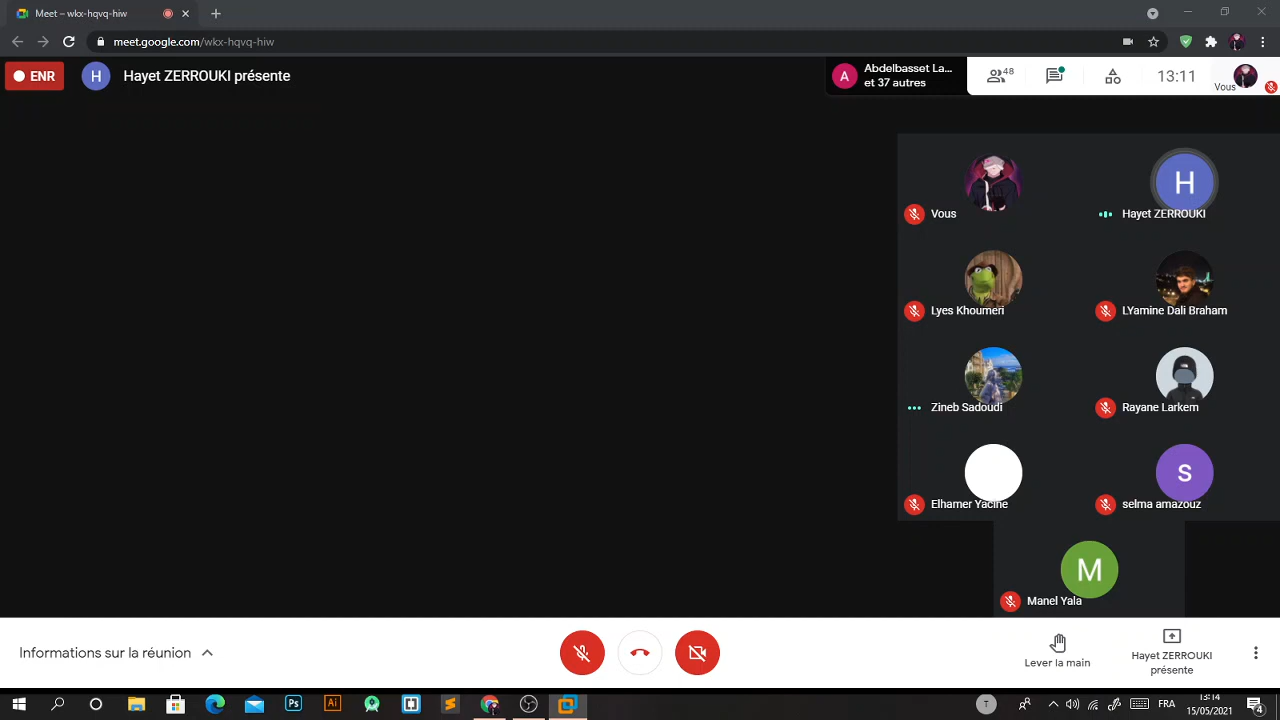 Meet – wkx-hqvq-hiw
meet.google.com/wkx-hqvq-hiw
ENR
H
Hayet ZERROUKI présente
A
Abdelbasset La...
et 37 autres
48
13:11
Vous
H
Vous
Hayet ZERROUKI
Lyes Khoumeri
LYamine Dali Braham
Zineb Sadoudi
Rayane Larkem
S
Elhamer Yacine
selma amazouz
M
Manel Yala
Informations sur la réunion
Lever la main
Hayet ZERROUKI
présente
Ps
Ai
T
FRA
13:14
15/05/2021
4